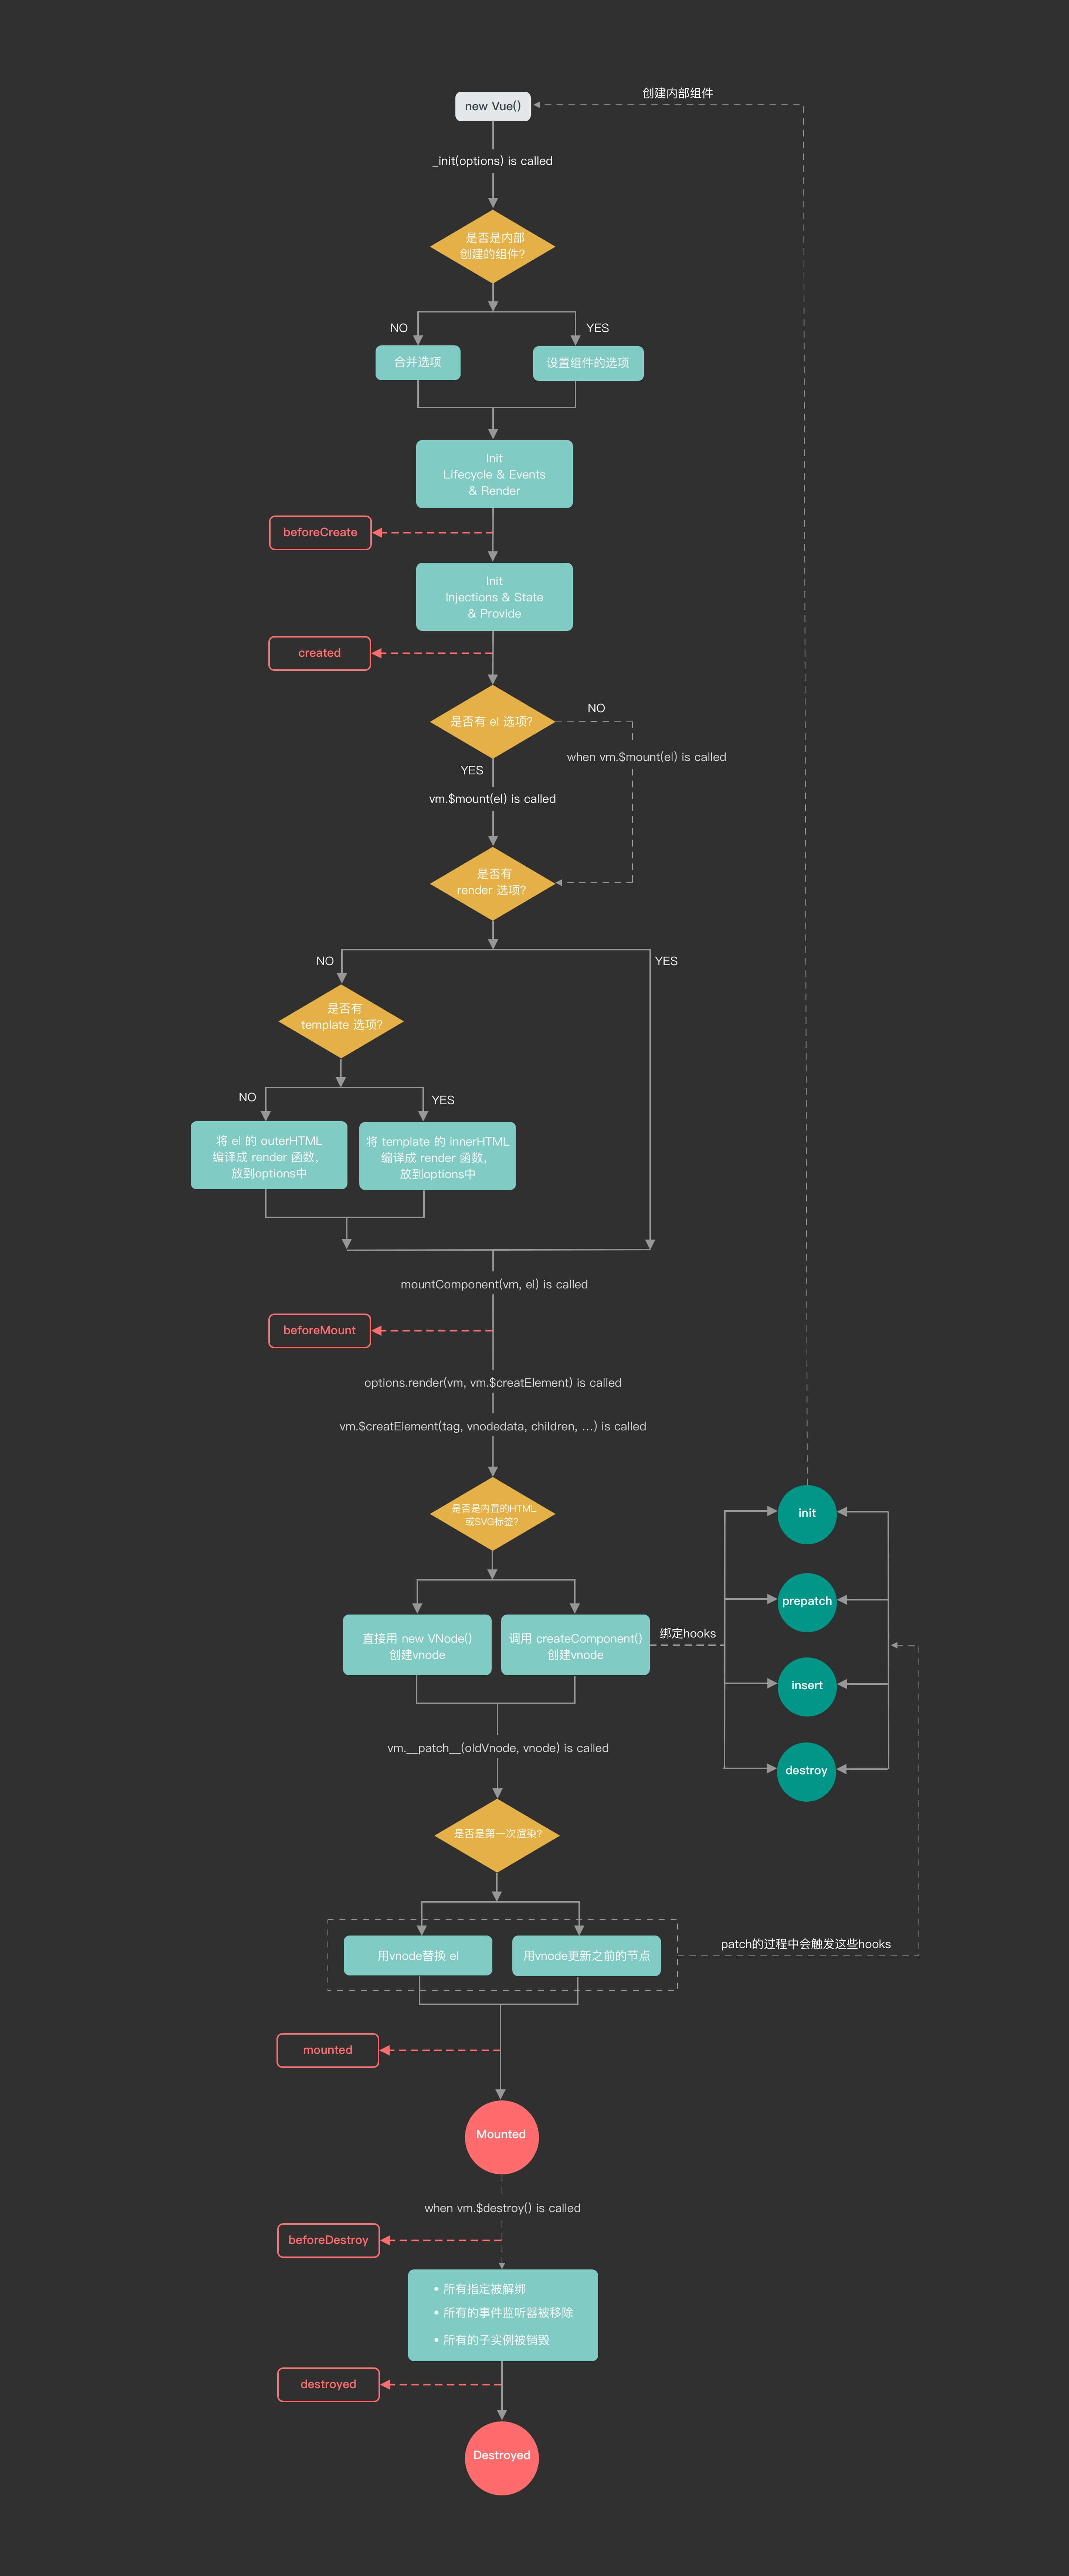 创建内部组件
new Vue()
_init(options) is called
是否是内部
创建的组件?
NO
YES
合并选项
设置组件的选项
Init
Lifecycle & Events
& Render
beforeCreate
Init
Injections & State
& Provide
created
是否有 el 选项?
NO
when vm.$mount(el) is called
YES
vm.$mount(el) is called
是否有
render 选项?
NO
YES
是否有
template 选项?
NO
YES
将 el 的 outerHTML
编译成 render 函数,
放到options中
将 template 的 innerHTML
编译成 render 函数,
放到options中
mountComponent(vm, el) is called
beforeMount
options.render(vm, vm.$creatElement) is called
vm.$creatElement(tag, vnodedata, children, ...) is called
是否是内置的HTML
或SVG标签?
直接用 new VNode()
创建vnode
调用 createComponent()
创建vnode
绑定hooks
init
prepatch
insert
destroy
vm.__patch__(oldVnode, vnode) is called
是否是第一次渲染?
用vnode替换 el
用vnode更新之前的节点
patch的过程中会触发这些hooks
mounted
Mounted
when vm.$destroy() is called
beforeDestroy
• 所有指定被解绑
• 所有的事件监听器被移除
• 所有的子实例被销毁
destroyed
Destroyed